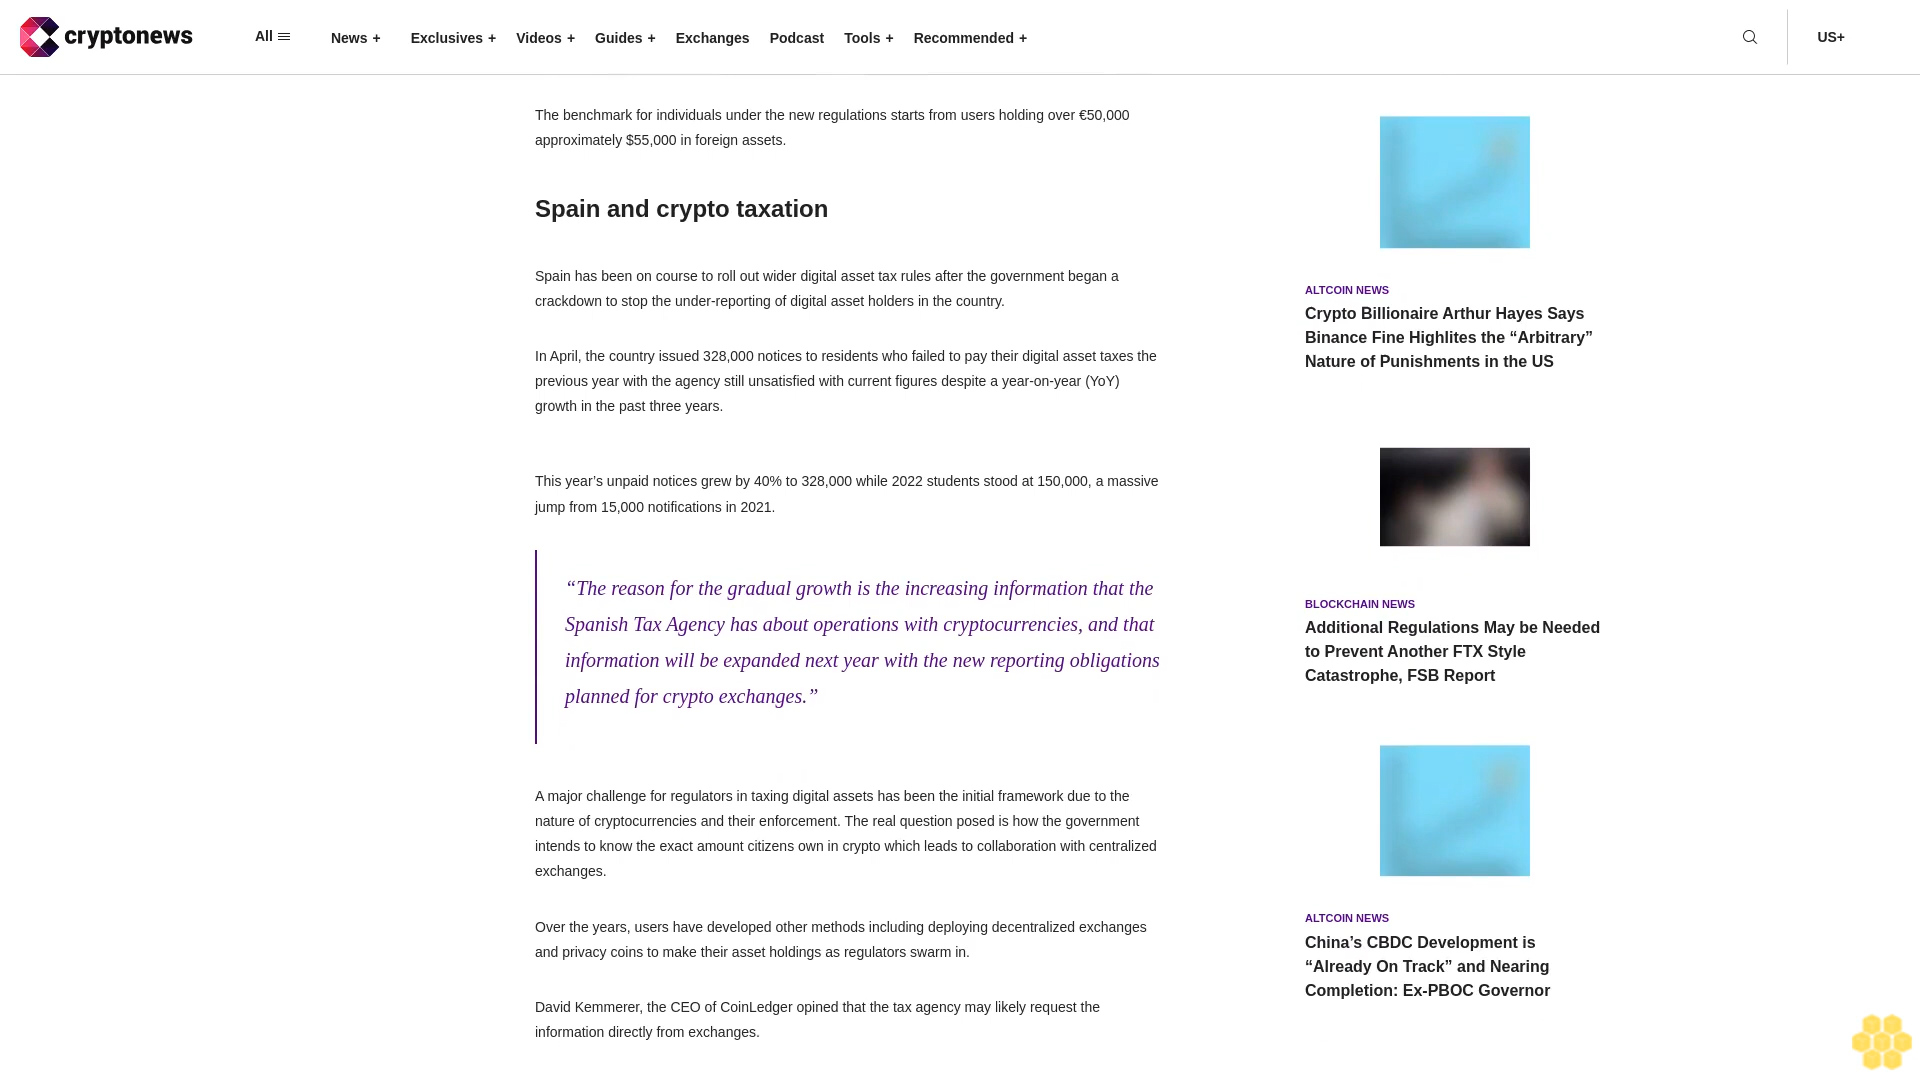 cryptonews
All
News +
Exclusives +
Videos +
Guides +
Exchanges
Podcast
Tools +
Recommended +
US+
The benchmark for individuals under the new regulations starts from users holding over €50,000
approximately $55,000 in foreign assets.
Spain and crypto taxation
Spain has been on course to roll out wider digital asset tax rules after the government began a
crackdown to stop the under-reporting of digital asset holders in the country.
In April, the country issued 328,000 notices to residents who failed to pay their digital asset taxes the
previous year with the agency still unsatisfied with current figures despite a year-on-year (YoY)
growth in the past three years.
This year’s unpaid notices grew by 40% to 328,000 while 2022 students stood at 150,000, a massive
jump from 15,000 notifications in 2021.
“The reason for the gradual growth is the increasing information that the
Spanish Tax Agency has about operations with cryptocurrencies, and that
information will be expanded next year with the new reporting obligations
planned for crypto exchanges.”
A major challenge for regulators in taxing digital assets has been the initial framework due to the
nature of cryptocurrencies and their enforcement. The real question posed is how the government
intends to know the exact amount citizens own in crypto which leads to collaboration with centralized
exchanges.
Over the years, users have developed other methods including deploying decentralized exchanges
and privacy coins to make their asset holdings as regulators swarm in.
David Kemmerer, the CEO of CoinLedger opined that the tax agency may likely request the
information directly from exchanges.
ALTCOIN NEWS
Crypto Billionaire Arthur Hayes Says
Binance Fine Highlites the “Arbitrary”
Nature of Punishments in the US
BLOCKCHAIN NEWS
Additional Regulations May be Needed
to Prevent Another FTX Style
Catastrophe, FSB Report
ALTCOIN NEWS
China’s CBDC Development is
“Already On Track” and Nearing
Completion: Ex-PBOC Governor